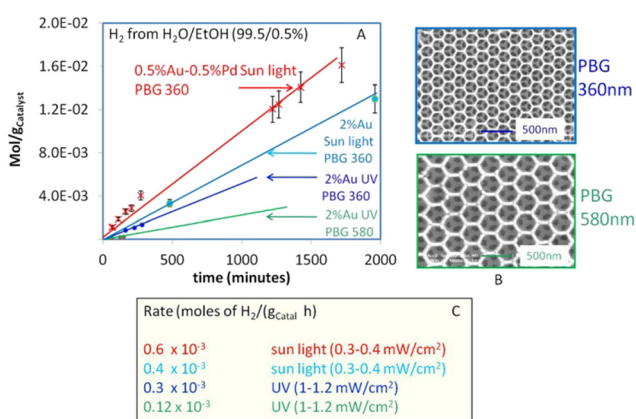 H2 from H2O/EtOH (99.5/0.5%)
A
2.0E-02
1.6E-02
1.2E-02
8.0E-03
4.0E-03
Mol/gCatalyst
0.5%Au-0.5%Pd Sun light
PBG 360
2%Au
Sun light
PBG 360
2%Au UV
PBG 360
2%Au UV
PBG 580
0
500
1000
1500
2000
time (minutes)
PBG
360nm
500nm
PBG
580nm
500nm
B
Rate (moles of H2/(gCatal h)
C
0.6 x 10-3 sun light (0.3-0.4 mW/cm2)
0.4 x 10-3 sun light (0.3-0.4 mW/cm2)
0.3 x 10-3 UV (1-1.2 mW/cm2)
0.12 x 10-3 UV (1-1.2 mW/cm2)